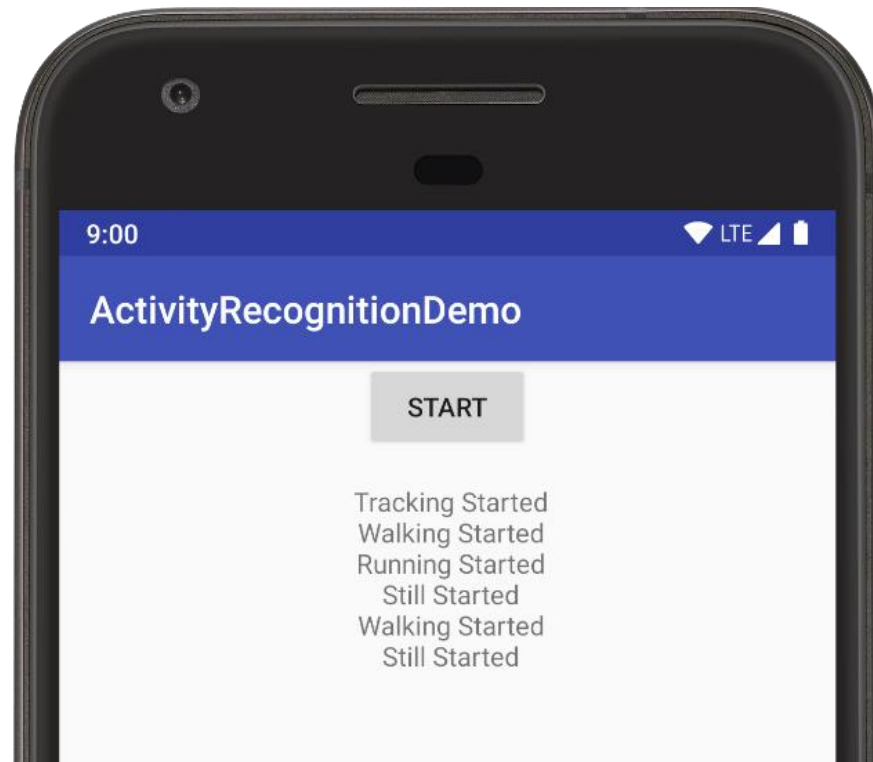 9:00 LTE
ActivityRecognitionDemo
START
Tracking Started
Walking Started
Running Started
Still Started
Walking Started
Still Started